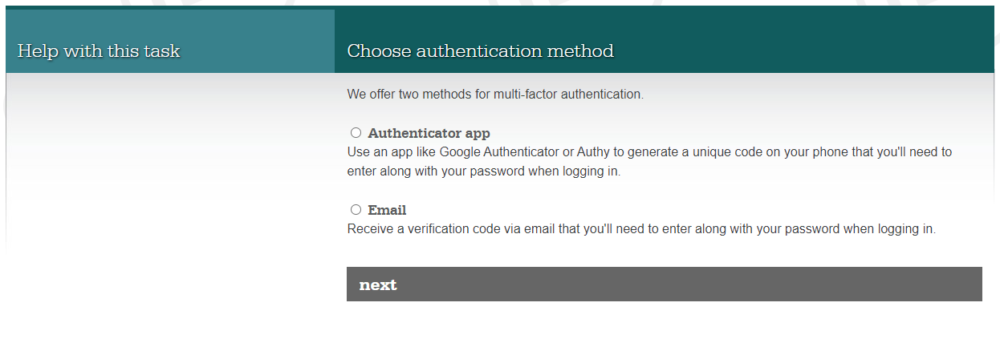 Help with this task
Choose authentication method
We offer two methods for multi-factor authentication.
Authenticator app
Use an app like Google Authenticator or Authy to generate a unique code on your phone that you'll need to
enter along with your password when logging in.
Email
Receive a verification code via email that you'll need to enter along with your password when logging in.
next